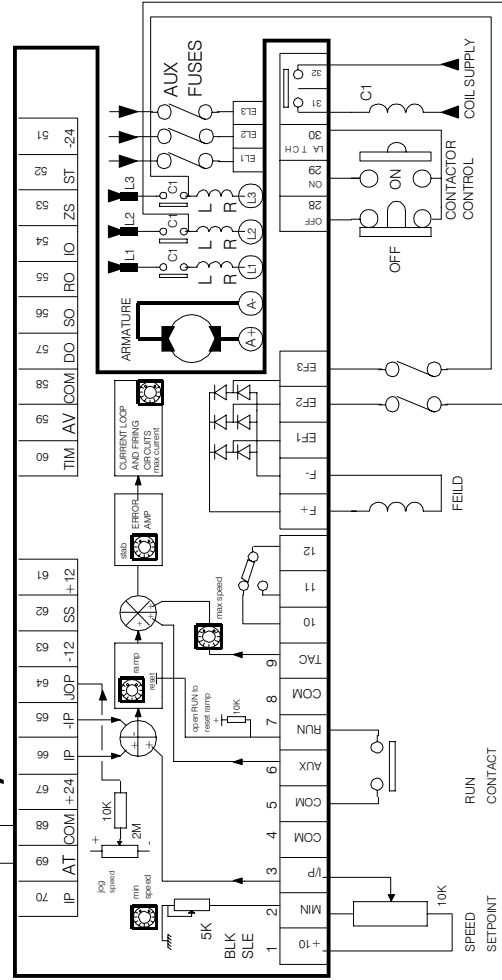 70 69 68 67 66 65 64 63 62 61
IP AT COM +24 IP -IP JOP -12 SS +12
60 59 58 57 56 55 54 53 52 51
TIM AV COM DO SO RO IO ZS ST -24
jog
speed
+
-
10K
2M
min
speed
5K
BLK
SLE
+
-
+
+
ramp
reset
open RUN to
reset ramp
+
10K
+
+
+
max speed
stab
ERROR
AMP
CURRENT LOOP
AND FIRING
CIRCUITS
max current
ARMATURE
A+
A-
L1
L2
L3
C1
C1
C1
L
R
L
R
L
R
L1
L2
L3
AUX
FUSES
EL1
EL2
EL3
1 2 3 4 5 6 7 8 9 10 11 12
+10 MIN I/P COM COM AUX RUN COM TAC
F+ F- EF1 EF2 EF3
28 29 30 31 32
OFF ON LATCH
SPEED
SETPOINT
10K
RUN
CONTACT
FEILD
OFF
ON
CONTACTOR
CONTROL
C1
COIL SUPPLY